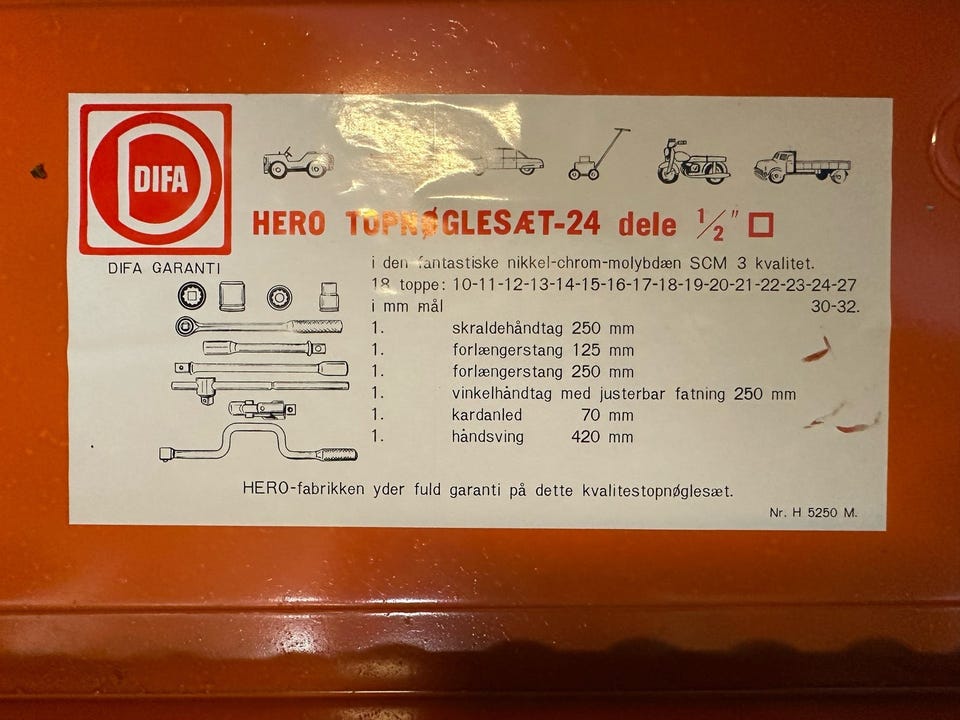 DIFA
DIFA GARANTI
HERO TOPNØGLESÆT-24 dele 1/2" □
i den fantastiske nikkel-chrom-molybdæn SCM 3 kvalitet.
18 toppe: 10-11-12-13-14-15-16-17-18-19-20-21-22-23-24-27
i mm mål 30-32.
1. skraldehåndtag 250 mm
1. forlængerstang 125 mm
1. forlængerstang 250 mm
1. vinkelhåndtag med justerbar fatning 250 mm
1. kardanled 70 mm
1. håndsving 420 mm
HERO-fabrikken yder fuld garanti på dette kvalitestopnøglesæt.
Nr. H 5250 M.